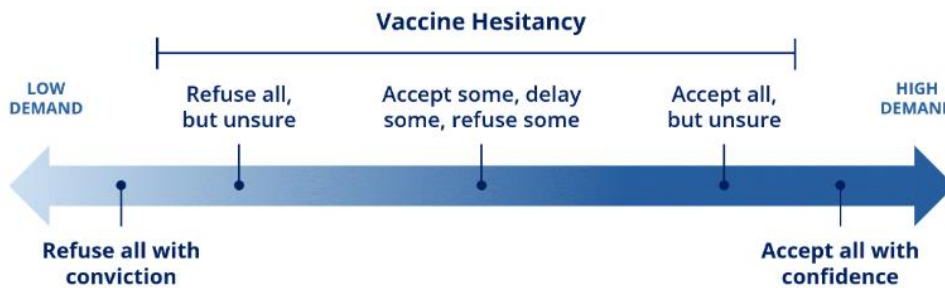 Vaccine Hesitancy
LOW
DEMAND
Refuse all,
but unsure
Accept some, delay
some, refuse some
Accept all,
but unsure
HIGH
DEMAND
Refuse all with
conviction
Accept all with
confidence